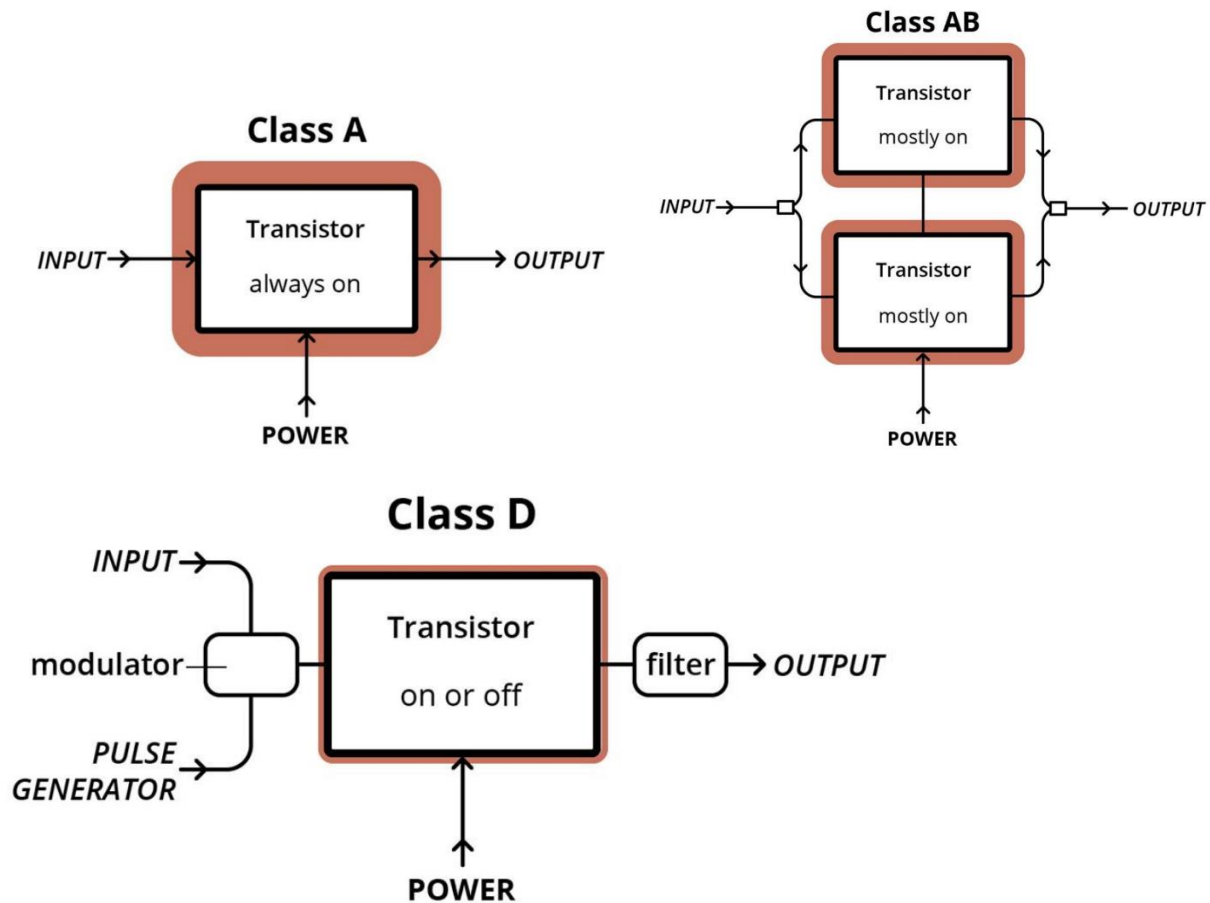 Class A
INPUT
Transistor
always on
OUTPUT
POWER
Class AB
Transistor
mostly on
INPUT
OUTPUT
Transistor
mostly on
POWER
Class D
INPUT
modulator
PULSE
GENERATOR
Transistor
on or off
filter
OUTPUT
POWER